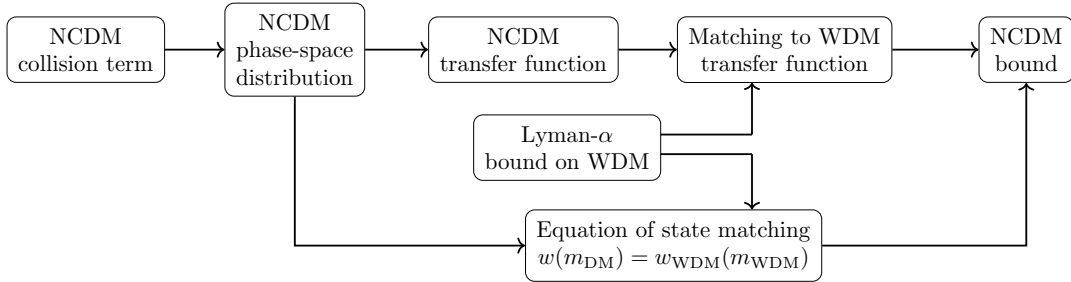 NCDM
collision term
NCDM
phase-space
distribution
NCDM
transfer function
Matching to WDM
transfer function
NCDM
bound
Lyman-α
bound on WDM
Equation of state matching
w(m_DM) = w_WDM(m_WDM)